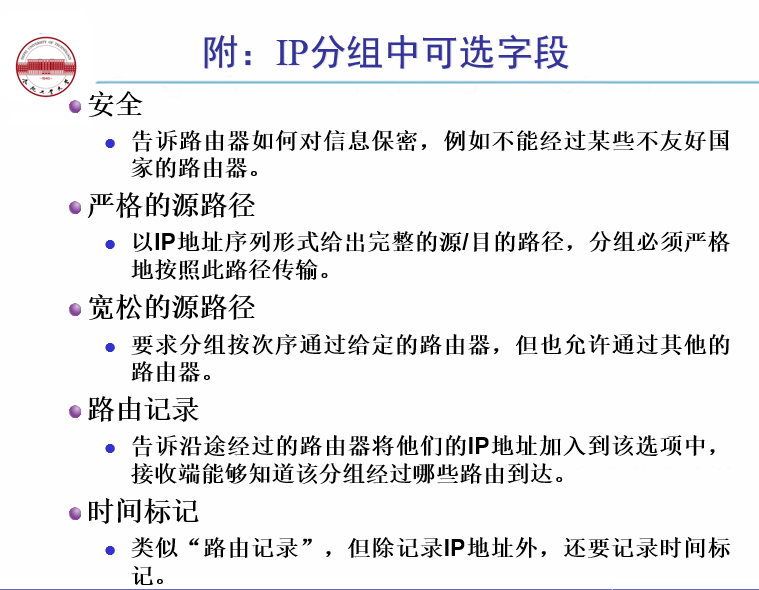 附：IP分组中可选字段
安全
告诉路由器如何对信息保密，例如不能经过某些不友好国
家的路由器。
严格的源路径
以IP地址序列形式给出完整的源/目的路径，分组必须严格
地按照此路径传输。
宽松的源路径
要求分组按次序通过给定的路由器，但也允许通过其他的
路由器。
路由记录
告诉沿途经过的路由器将他们的IP地址加入到该选项中，
接收端能够知道该分组经过哪些路由到达。
时间标记
类似“路由记录”，但除记录IP地址外，还要记录时间标
记。